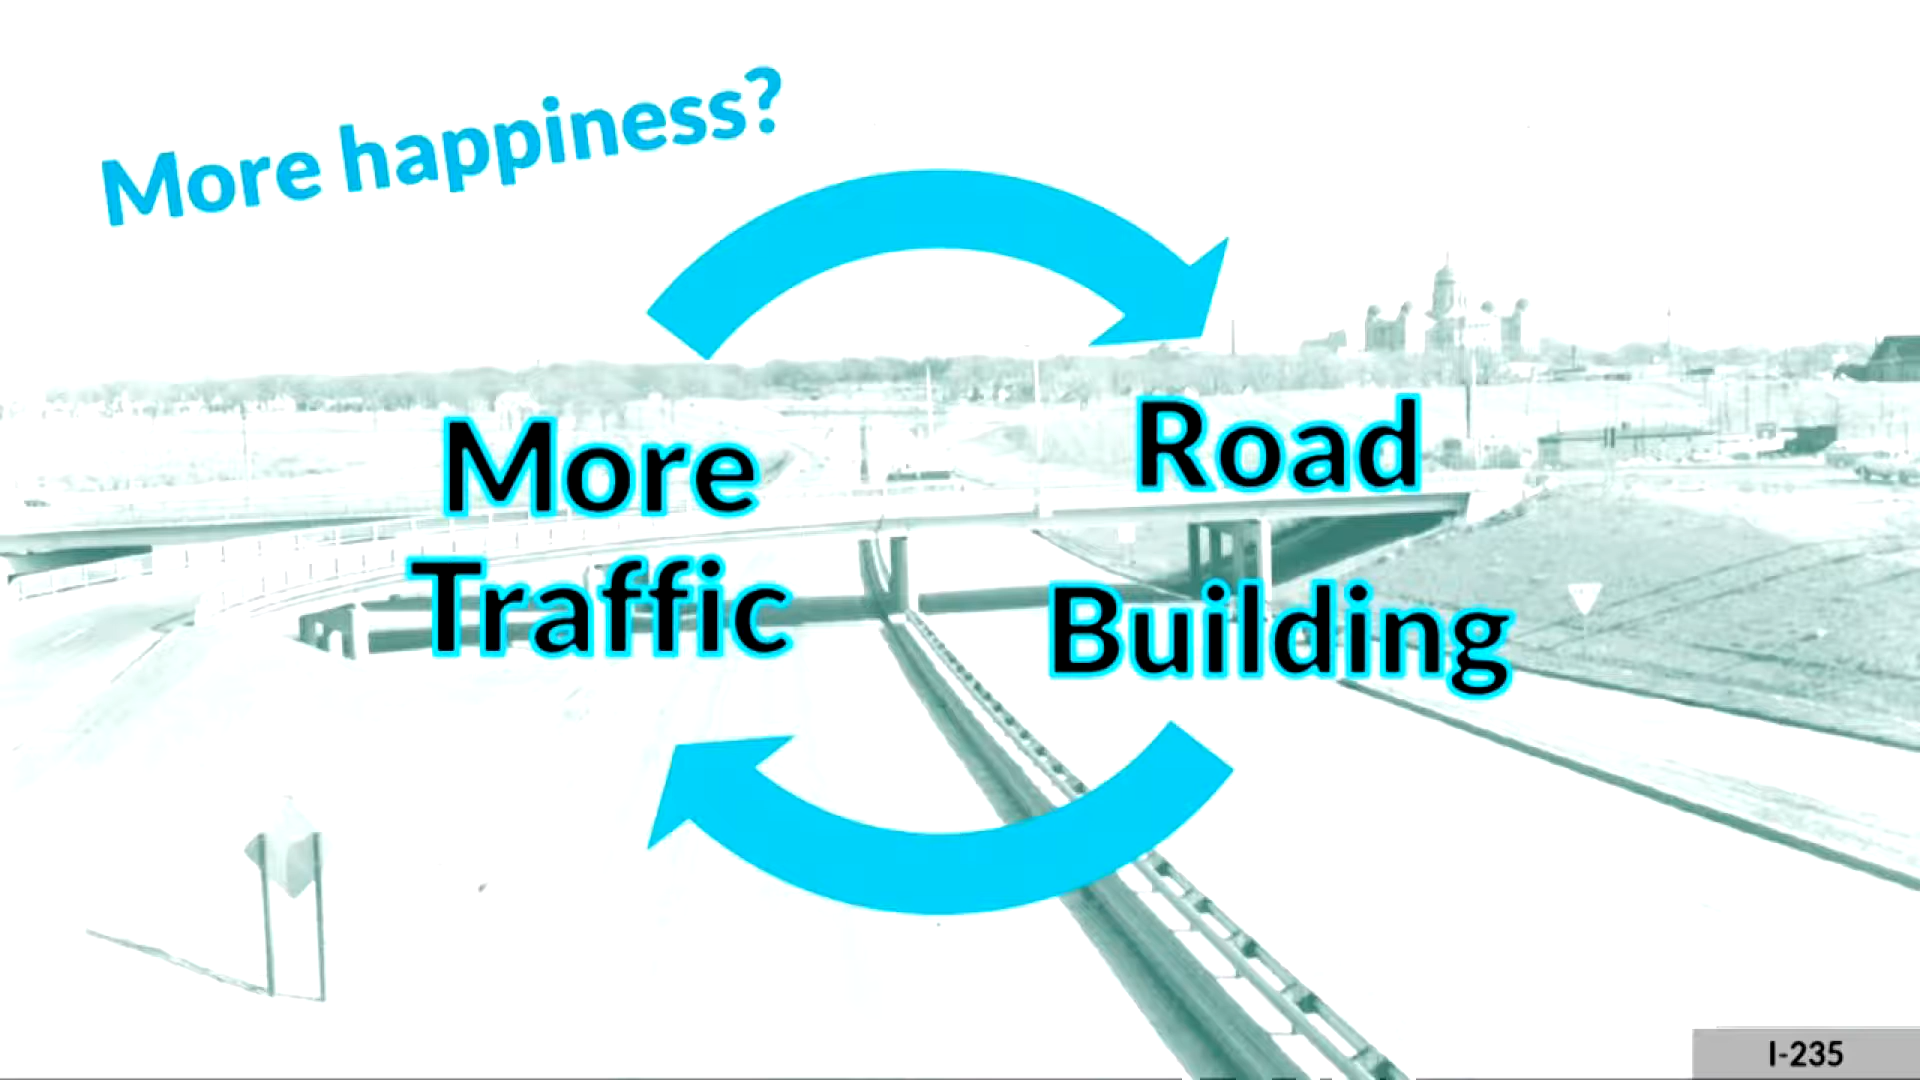 More happiness?
More
Traffic
Road
Building
I-235